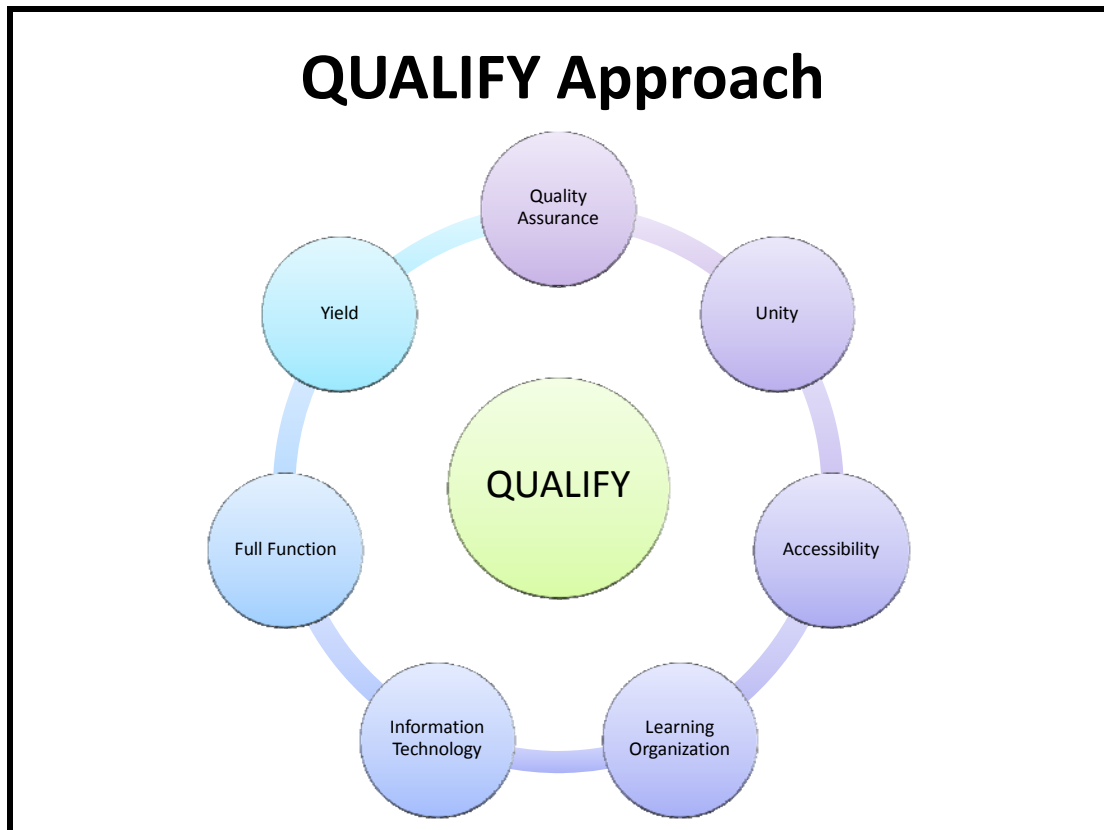 QUALIFY Approach
Quality
Assurance
Unity
Accessibility
Learning
Organization
Information
Technology
Full Function
Yield
QUALIFY